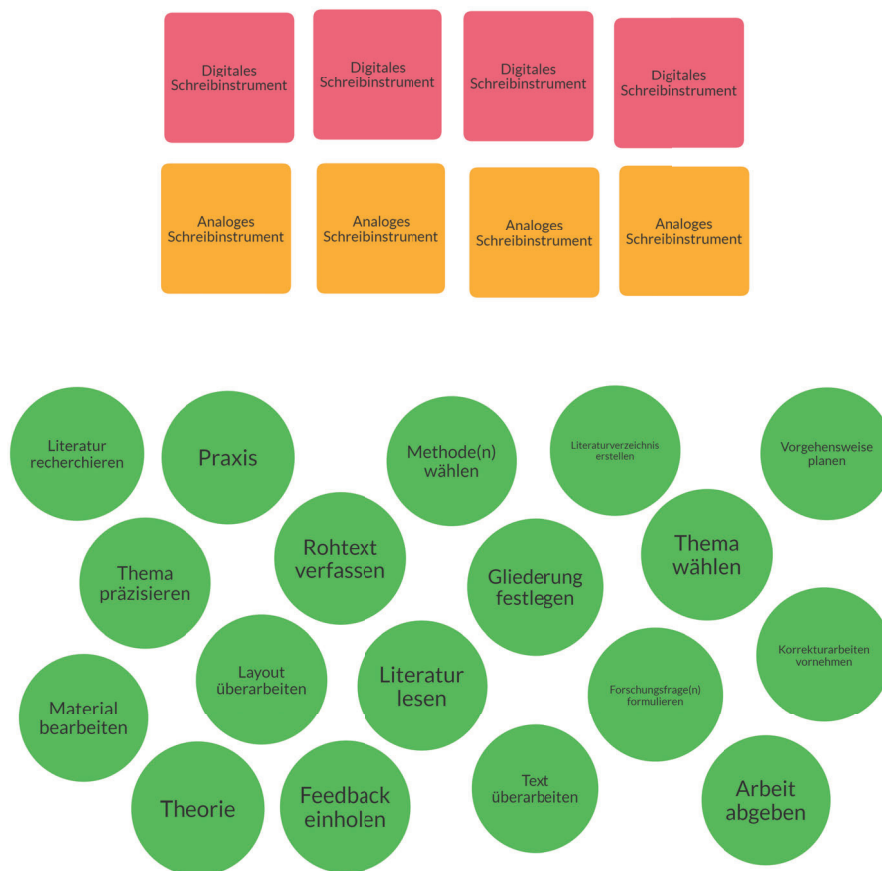 Digitales
Schreibinstrument
Digitales
Schreibinstrument
Digitales
Schreibinstrument
Digitales
Schreibinstrument
Analoges
Schreibinstrument
Analoges
Schreibinstrument
Analoges
Schreibinstrument
Analoges
Schreibinstrument
Literatur
recherchieren
Praxis
Methode(n)
wählen
Literaturverzeichnis
erstellen
Vorgehensweise
planen
Thema
präzisieren
Rohtext
verfassen
Gliederung
festlegen
Thema
wählen
Material
bearbeiten
Layout
überarbeiten
Literatur
lesen
Forschungsfrage(n)
formulieren
Korrekturarbeiten
vornehmen
Theorie
Feedback
einholen
Text
überarbeiten
Arbeit
abgeben